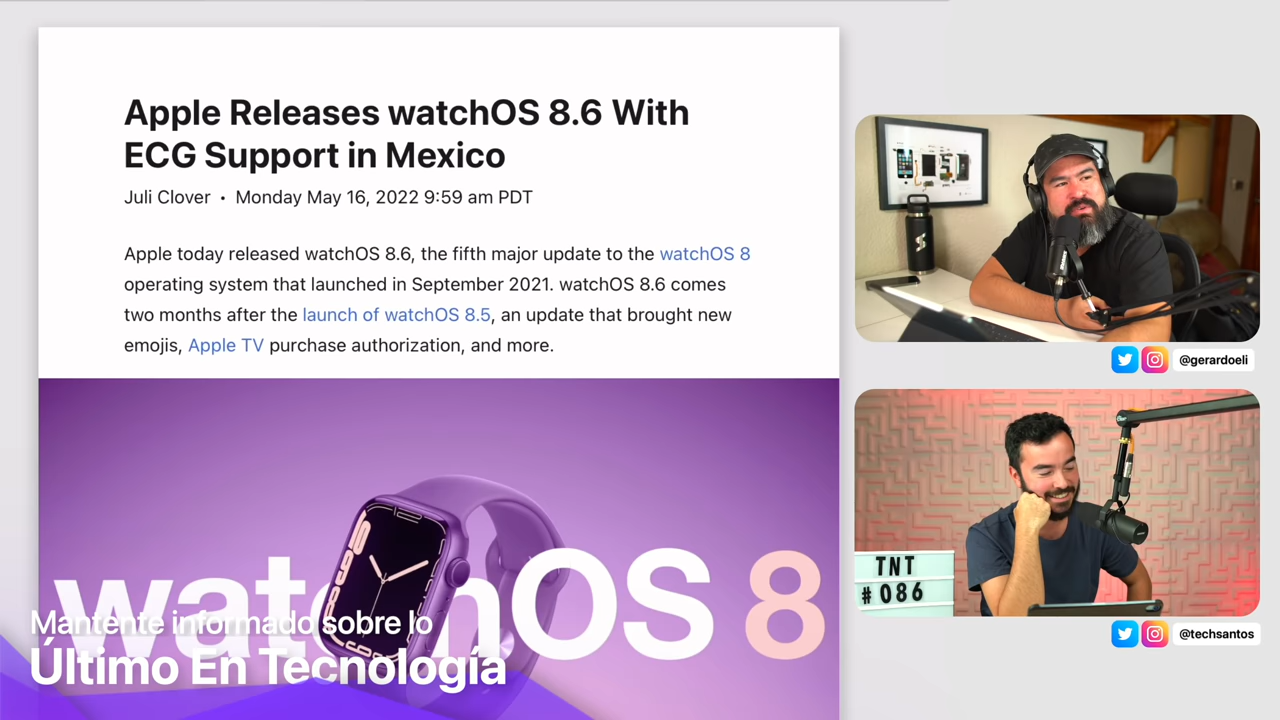 Apple Releases watchOS 8.6 With
ECG Support in Mexico
Juli Clover • Monday May 16, 2022 9:59 am PDT
Apple today released watchOS 8.6, the fifth major update to the watchOS 8
operating system that launched in September 2021. watchOS 8.6 comes
two months after the launch of watchOS 8.5, an update that brought new
emojis, Apple TV purchase authorization, and more.
watchOS 8
Mantente informado sobre lo
Último En Tecnología
@gerardoeli
TNT
#086
@techsantos